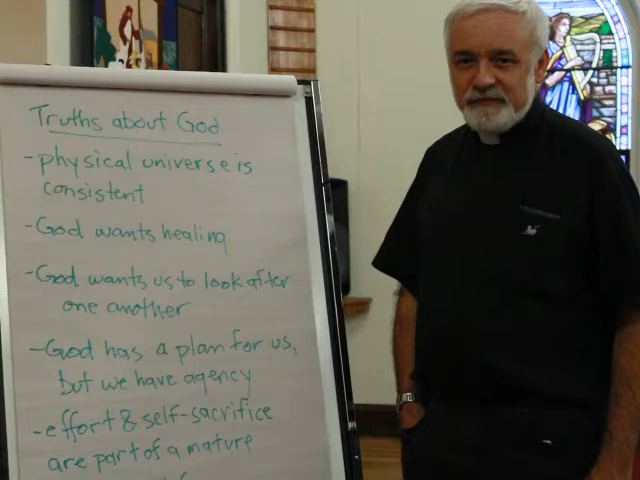 Truths about God
- physical universe is
consistent
- God wants healing
- God wants us to look after
one another
- God has a plan for us,
but we have agency
- effort & self-sacrifice
are part of a mature